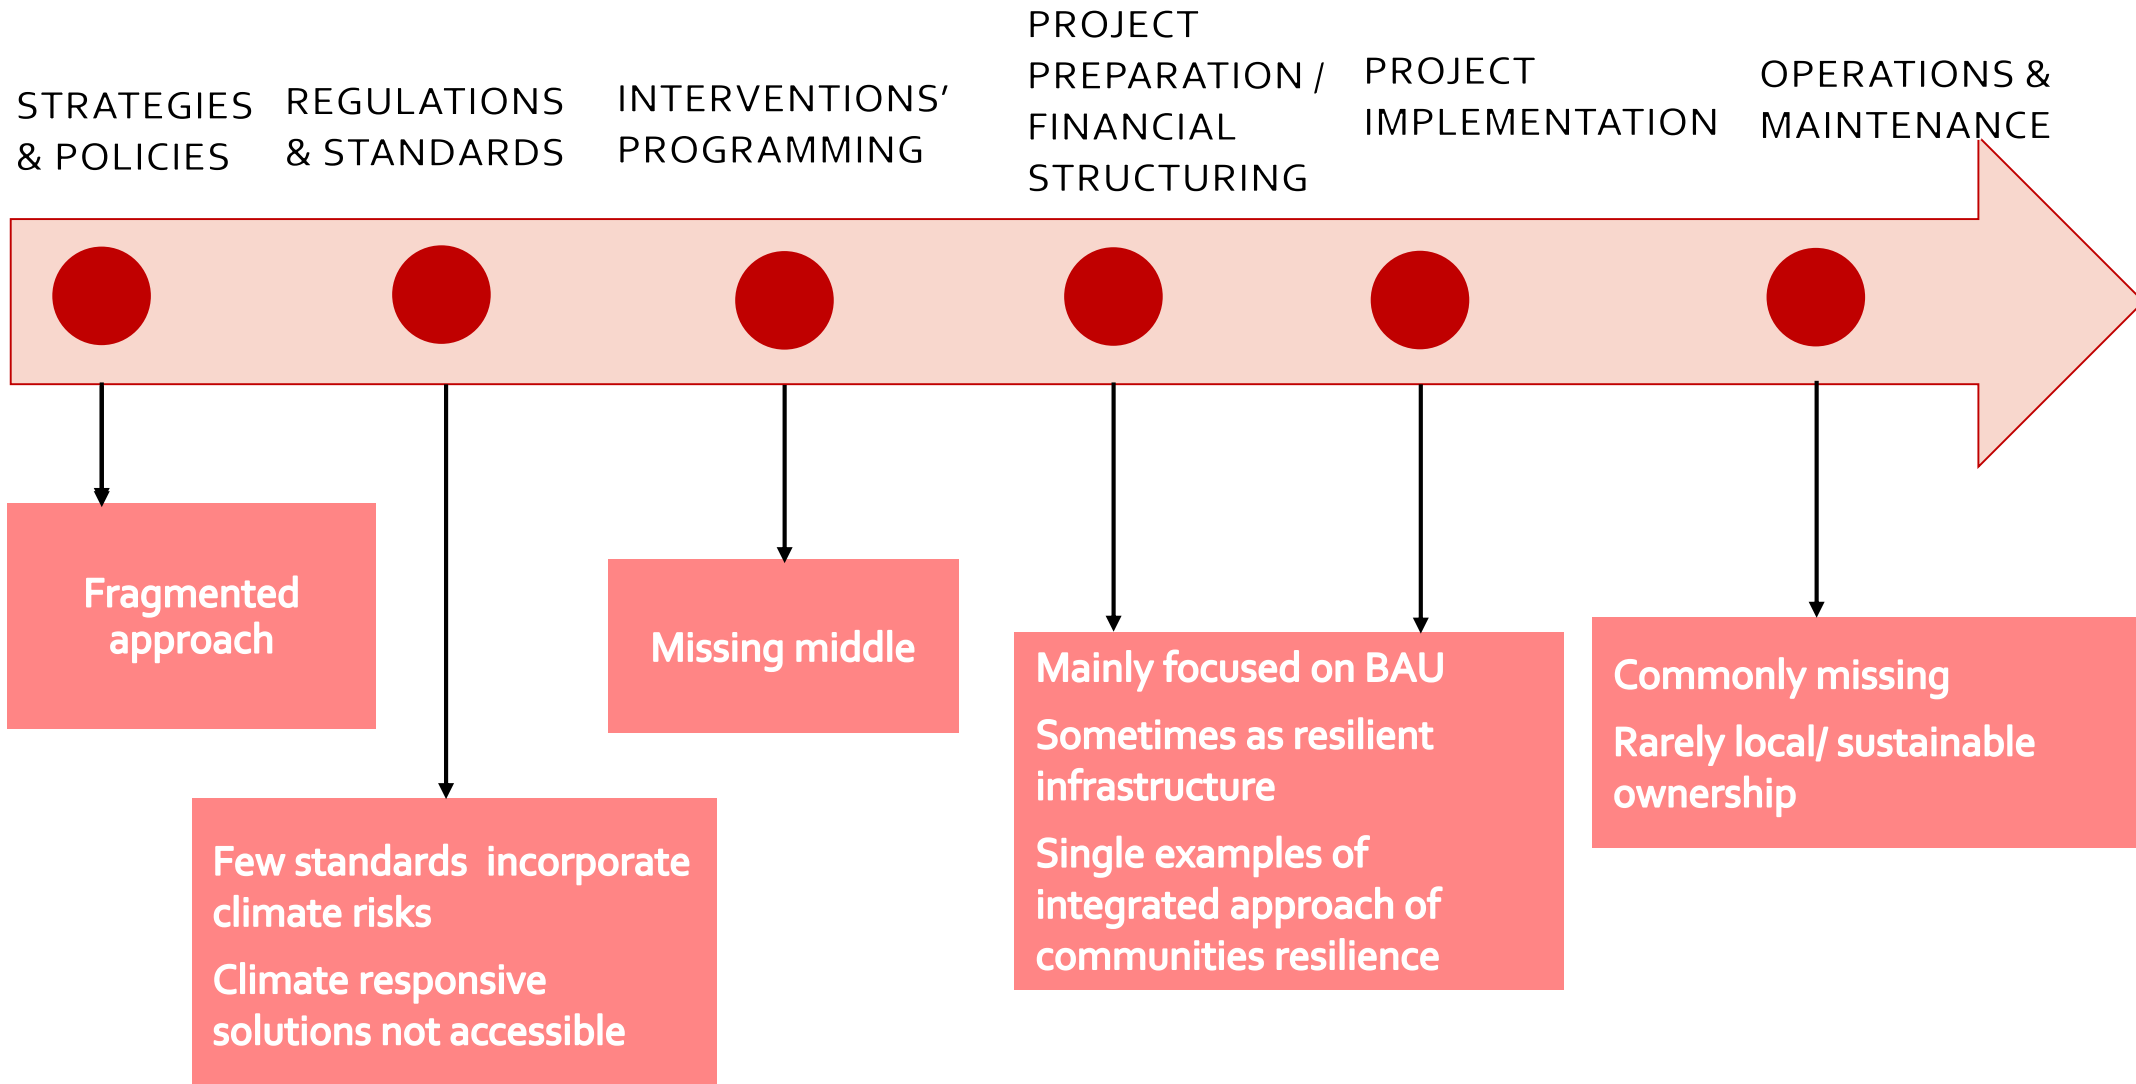 STRATEGIES
& POLICIES
REGULATIONS
& STANDARDS
INTERVENTIONS’
PROGRAMMING
PROJECT
PREPARATION /
FINANCIAL
STRUCTURING
PROJECT
IMPLEMENTATION
OPERATIONS &
MAINTENANCE
Fragmented
approach
Few standards  incorporate
climate risks
Climate responsive
solutions not accessible
Missing middle
Mainly focused on BAU
Sometimes as resilient
infrastructure
Single examples of
integrated approach of
communities resilience
Commonly missing
Rarely local/ sustainable
ownership